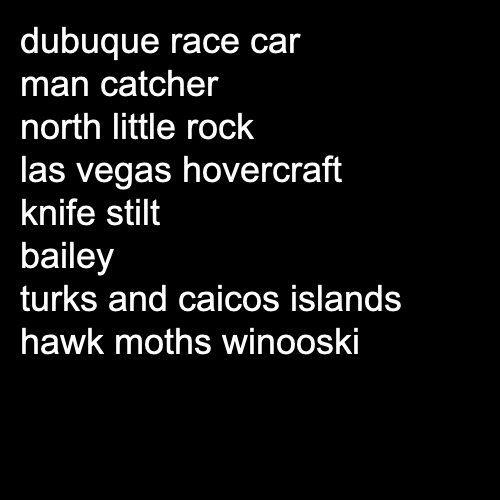 dubuque race car
man catcher
north little rock
las vegas hovercraft
knife stilt
bailey
turks and caicos islands
hawk moths winooski